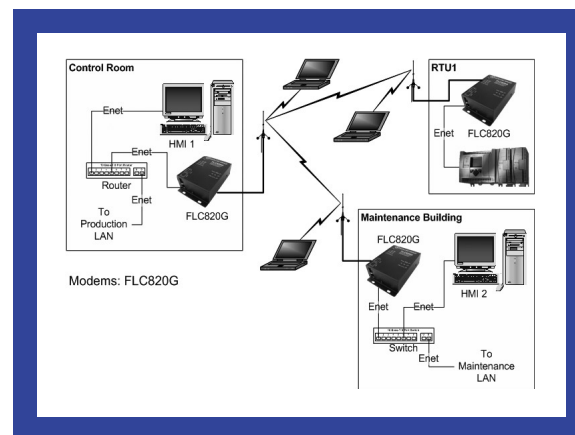 Control Room
Enet
HMI 1
Enet
Router
Enet
FLC820G
To
Production
LAN
Modems: FLC820G
RTU1
FLC820G
Enet
Maintenance Building
FLC820G
HMI 2
Enet
Enet
Switch
Enet
To
Maintenance
LAN